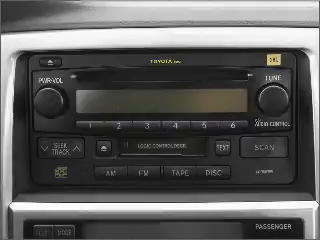 TOYOTA
JBL
PWR·VOL
TUNE
1 2 3 4 5 6
AUDIO CONTROL
SEEK
TRACK
LOGIC CONTROL DECK
TEXT
SCAN
AM FM TAPE DISC
MODE
PASSENGER